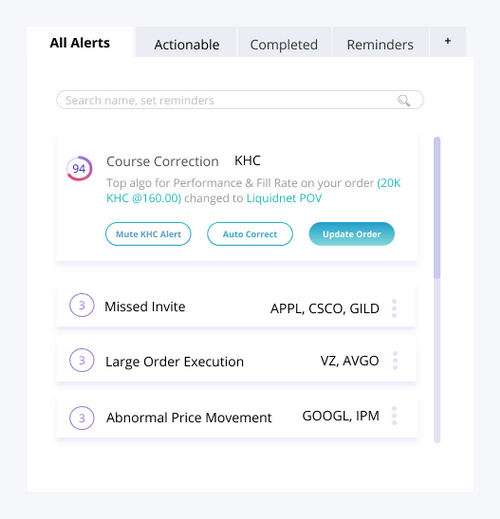 All Alerts Actionable Completed Reminders +
Search name, set reminders
94 Course Correction KHC
Top algo for Performance & Fill Rate on your order (20K
KHC @160.00) changed to Liquidnet POV
Mute KHC Alert Auto Correct Update Order
3 Missed Invite APPL, CSCO, GILD
3 Large Order Execution VZ, AVGO
3 Abnormal Price Movement GOOGL, IPM